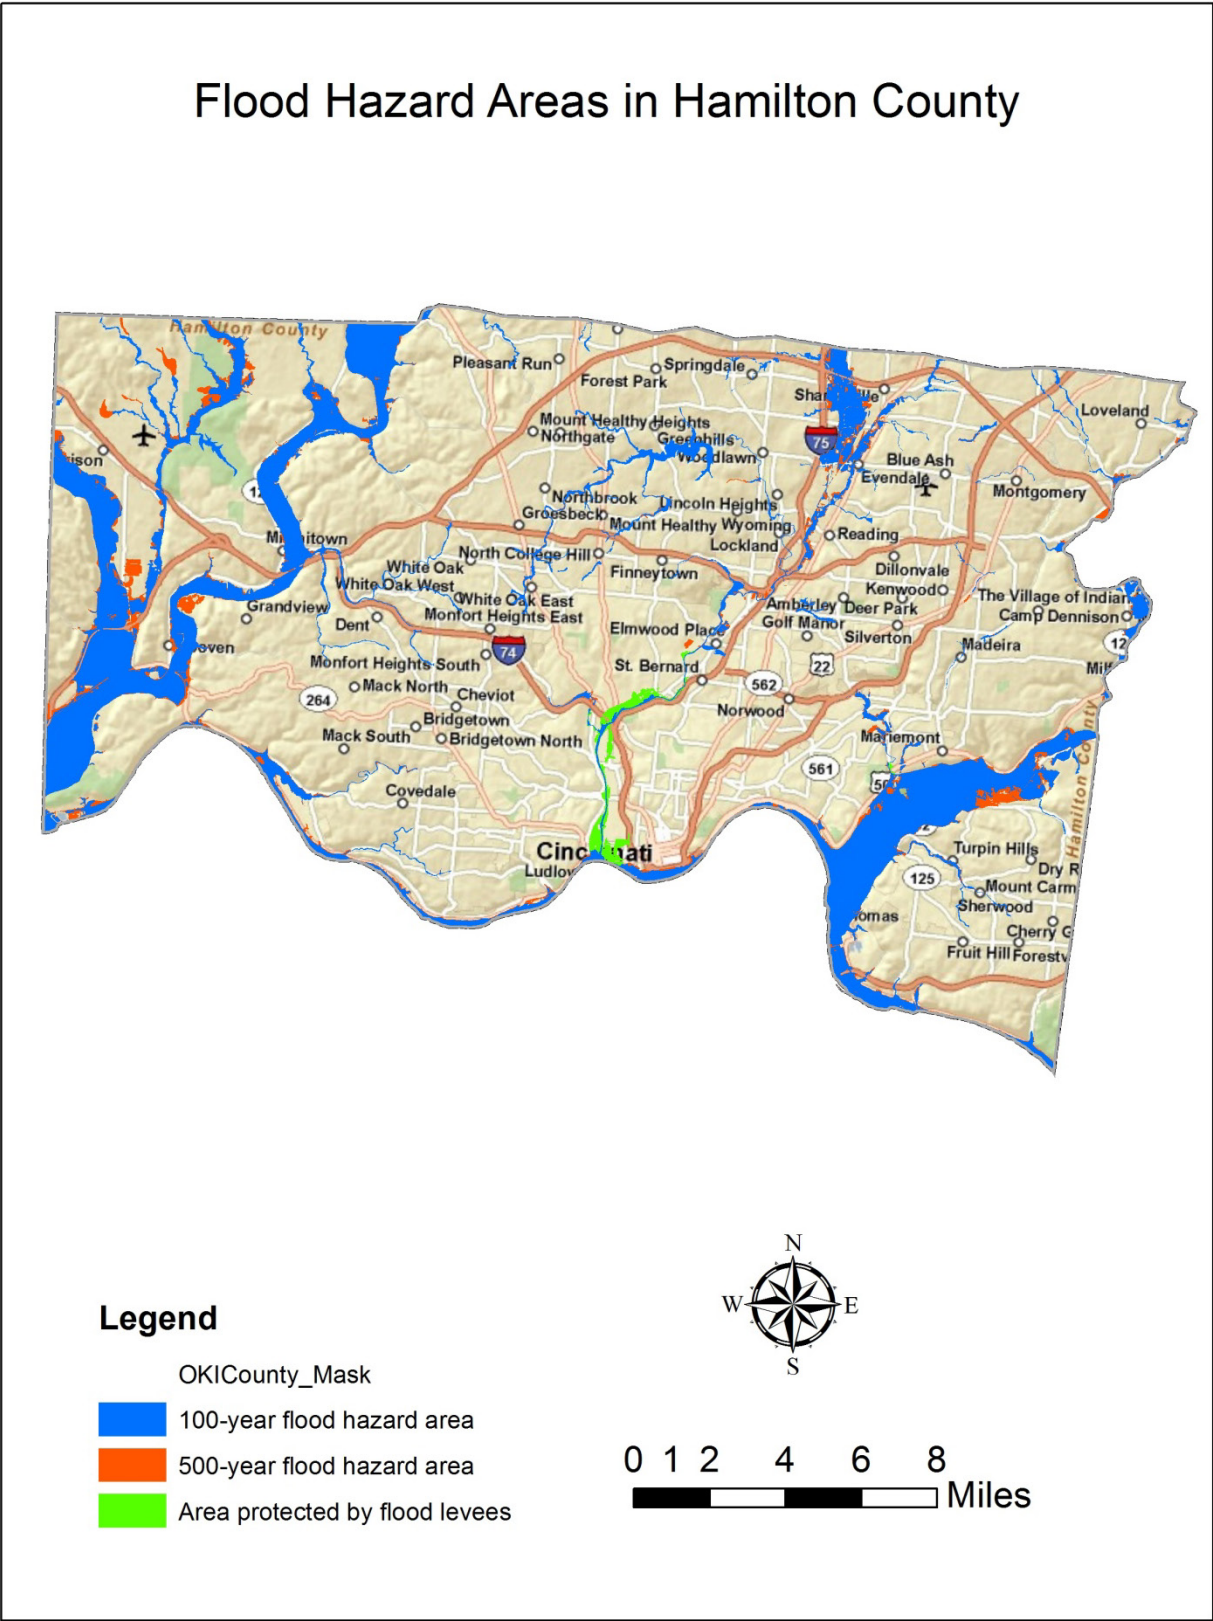 Flood Hazard Areas in Hamilton County
Hamilton County
Pleasant Run
Springdale
Forest Park
Loveland
Mount Healthy Heights
Northgate
Greenhills
Woodlawn
75
Blue Ash
Evendale
Montgomery
Northbrook
Lincoln Heights
Groesbeck
Mount Healthy
Wyoming
Reading
Lockland
North College Hill
White Oak
Finneytown
Dillonvale
White Oak West
Kenwood
White Oak East
Grandview
Amberley
Deer Park
The Village of Indian
Camp Dennison
Monfort Heights East
Dent
Golf Manor
Elmwood Place
Silverton
74
Madeira
Monfort Heights South
St. Bernard
22
Mack North
562
264
Cheviot
Norwood
Bridgetown
Mack South
Bridgetown North
Mariemont
561
Covedale
Hamilton County
Turpin Hills
Dry R
125
Mount Carm
Sherwood
Cherry G
Fruit Hill
Forestv
N
W
E
S
Legend
OKICounty_Mask
100-year flood hazard area
500-year flood hazard area
Area protected by flood levees
0 1 2 4 6 8
Miles